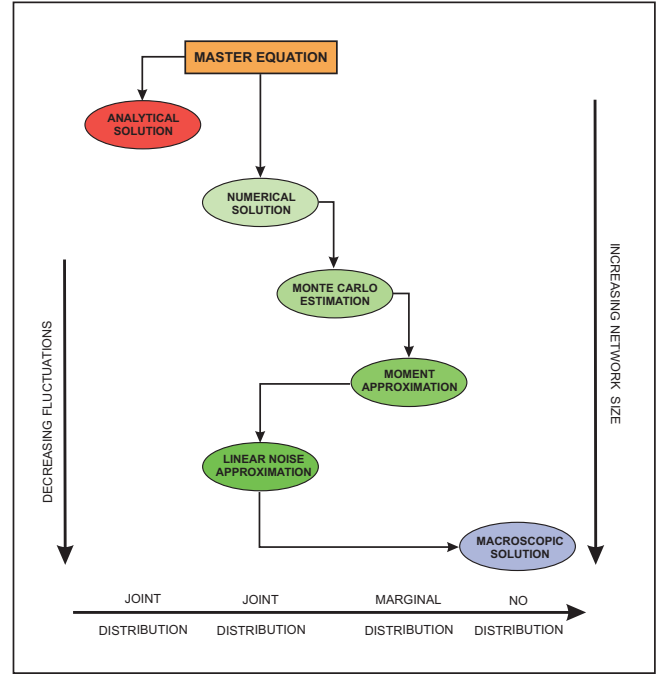 MASTER EQUATION
ANALYTICAL
SOLUTION
NUMERICAL
SOLUTION
MONTE CARLO
ESTIMATION
MOMENT
APPROXIMATION
LINEAR NOISE
APPROXIMATION
MACROSCOPIC
SOLUTION
DECREASING FLUCTUATIONS
INCREASING NETWORK SIZE
JOINT
DISTRIBUTION
JOINT
DISTRIBUTION
MARGINAL
DISTRIBUTION
NO
DISTRIBUTION